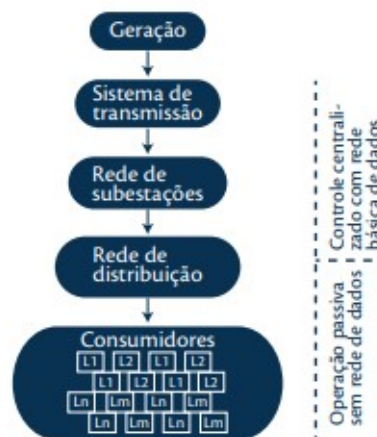 Geração
Sistema de
transmissão
Rede de
subestações
Rede de
distribuição
Consumidores
L1 L2 L1 L2
L1 L2 L1 L2
Ln Lm Ln Lm
Ln Lm Ln Lm
Controle centrali-
zado com rede
básica de dados
Operação passiva
sem rede de dados